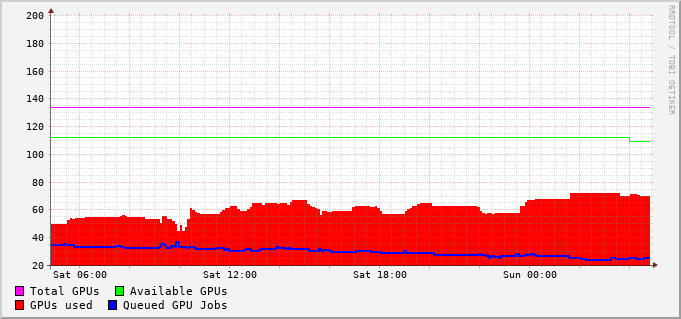 RRDTOOL / TOBI OETIKER
200
180
160
140
120
100
80
60
40
20
Sat 06:00 Sat 12:00 Sat 18:00 Sun 00:00
Total GPUs Available GPUs
GPUs used Queued GPU Jobs